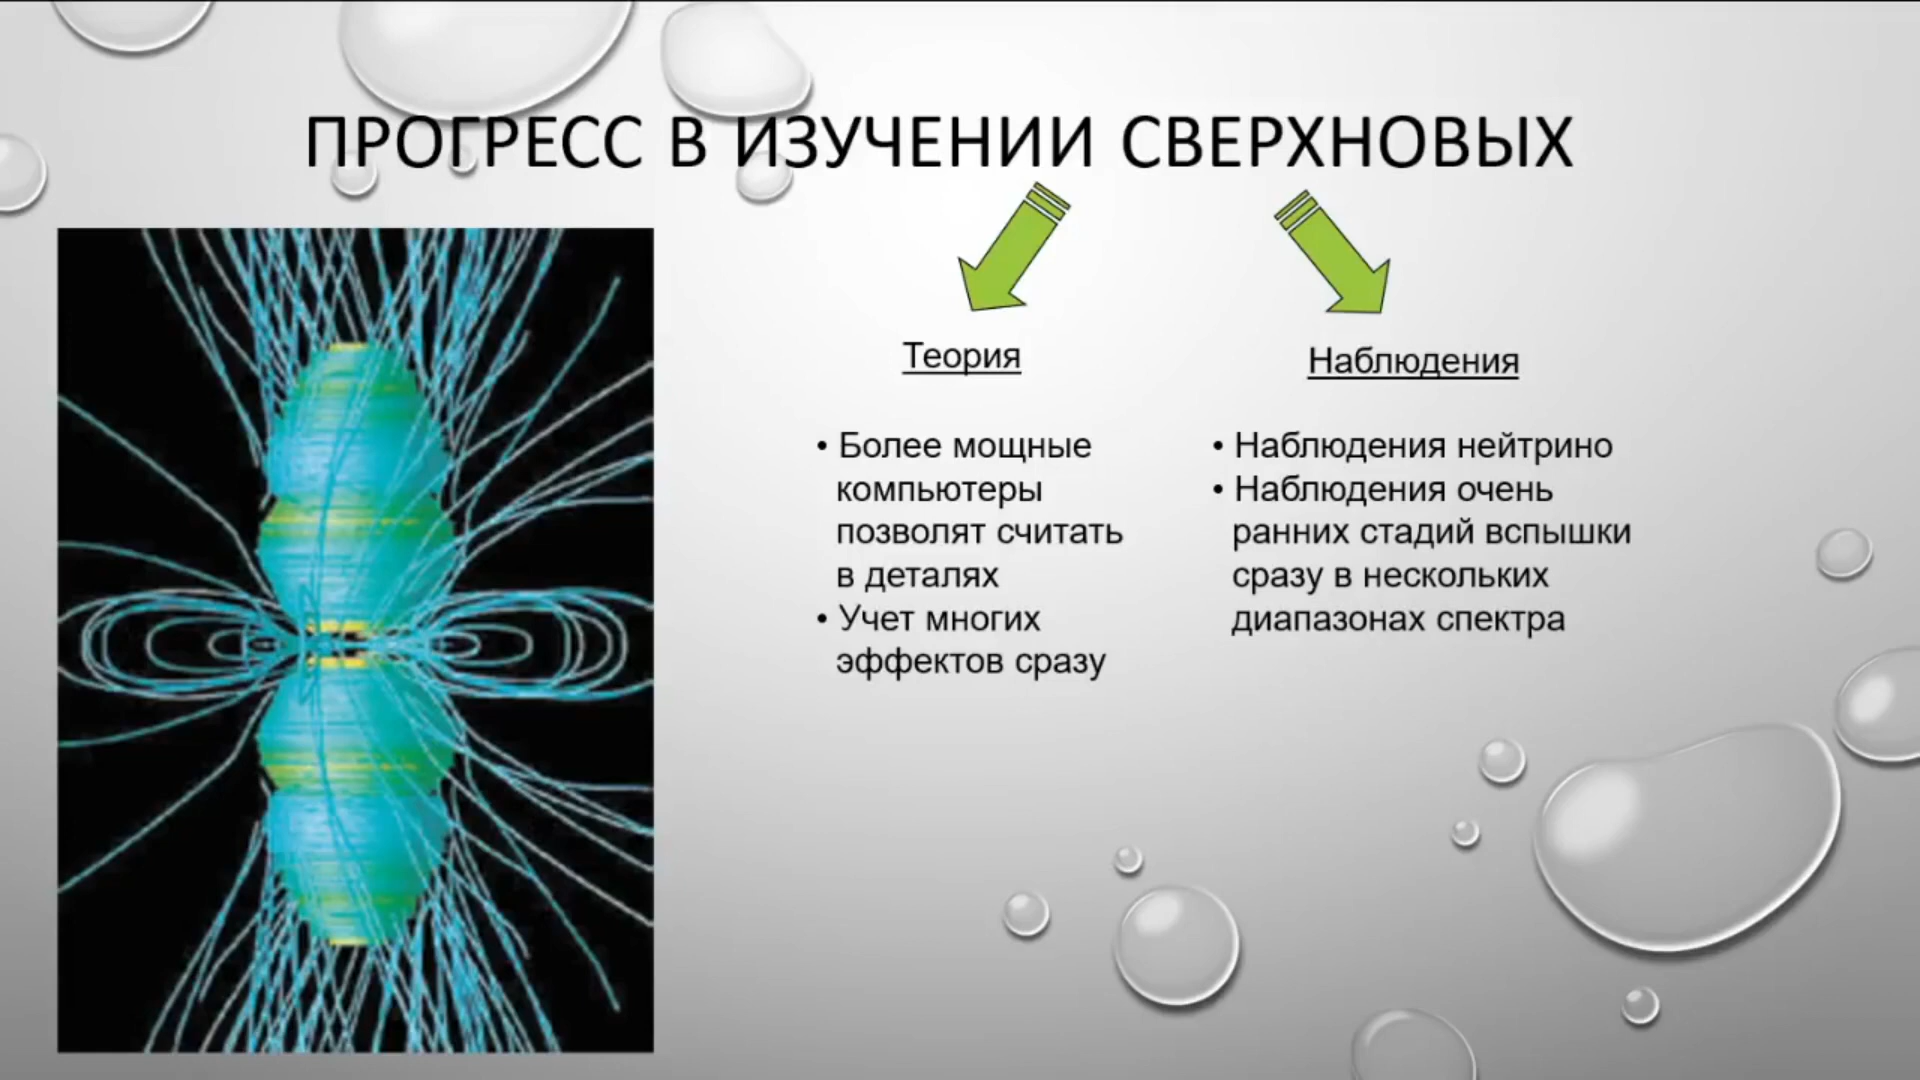 ПРОГРЕСС В ИЗУЧЕНИИ СВЕРХНОВЫХ
Теория
• Более мощные
компьютеры
позволят считать
в деталях
• Учет многих
эффектов сразу
Наблюдения
• Наблюдения нейтрино
• Наблюдения очень
ранних стадий вспышки
сразу в нескольких
диапазонах спектра